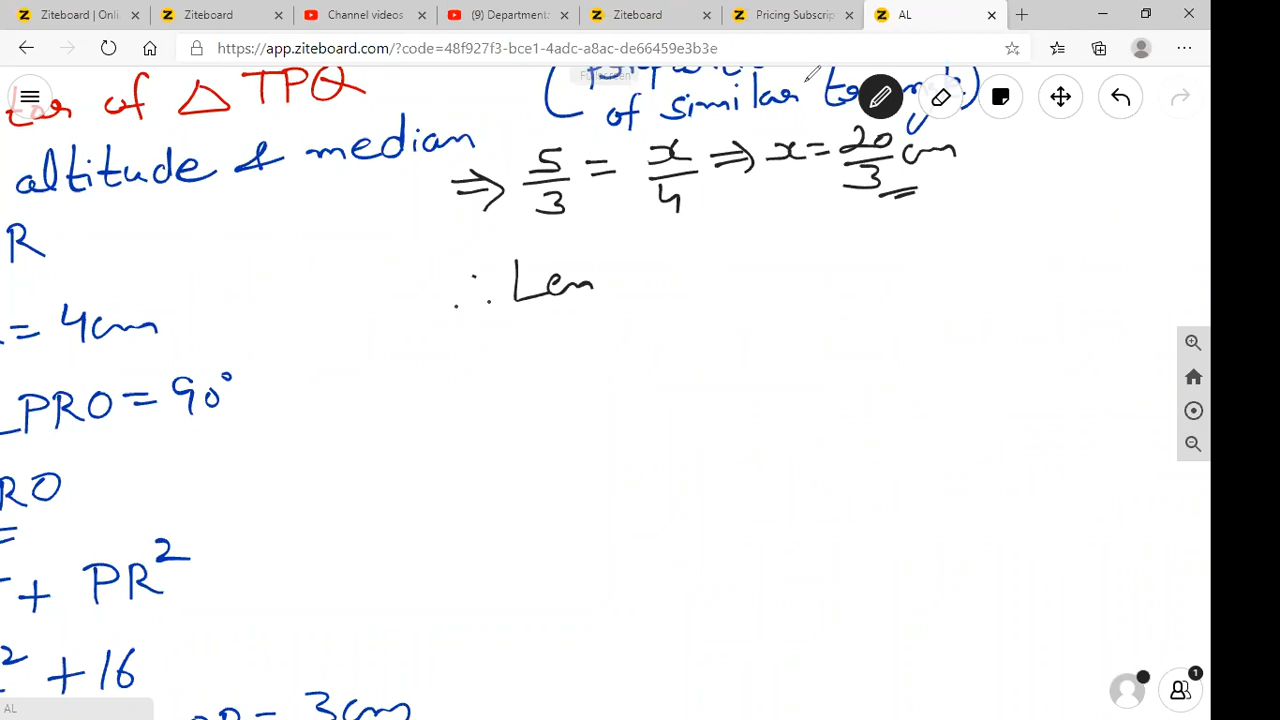 Ziteboard | Onli
Ziteboard
Channel videos
(9) Department
Ziteboard
Pricing Subscrip
AL
https://app.ziteboard.com/?code=48f927f3-bce1-4adc-a8ac-de66459e3b3e
of △ TPQ
of similar
altitude & median
⇒ 5/3 = x/4 ⇒ x = 20/3 cm
R
∴ Len
= 4cm
∠PRO = 90°
RO
=
+ PR²
² + 16
= 3cm
AL
1